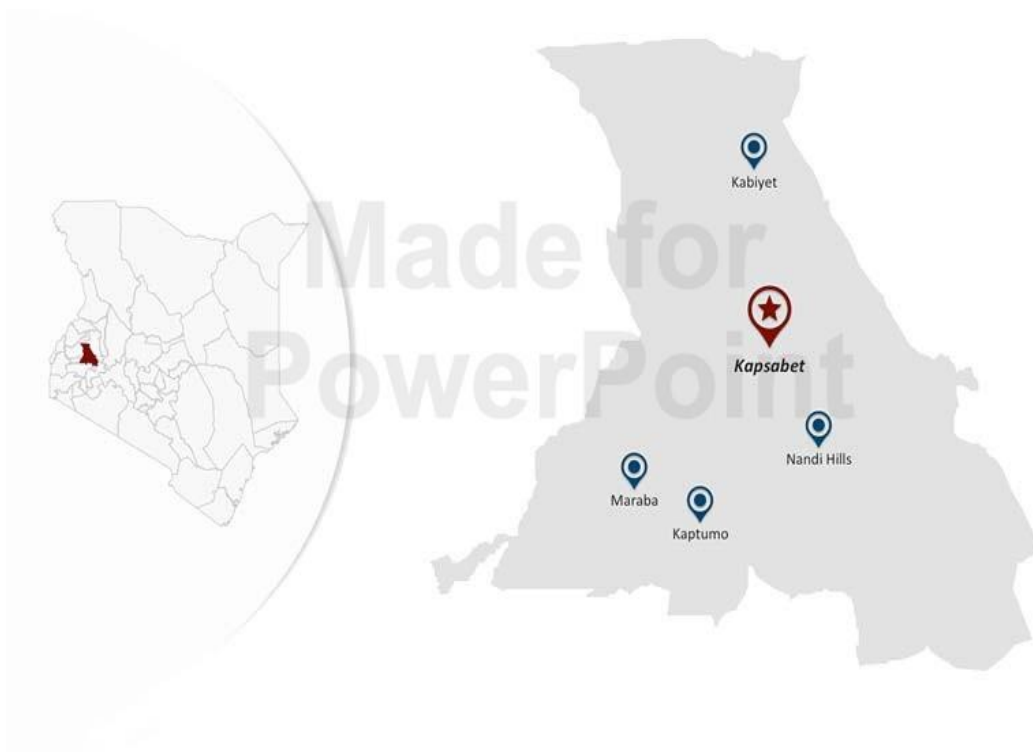 Made for
PowerPoint
Kabiyet
Kapsabet
Nandi Hills
Maraba
Kaptumo